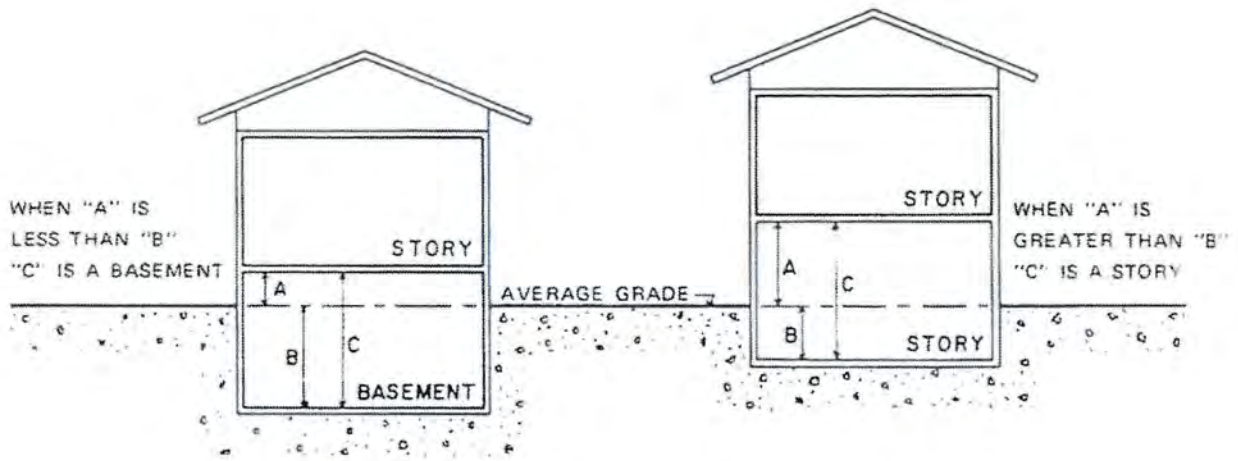 WHEN "A" IS
LESS THAN "B"
"C" IS A BASEMENT
STORY
A
B
C
BASEMENT
AVERAGE GRADE
STORY
A
C
B
STORY
WHEN "A" IS
GREATER THAN "B"
"C" IS A STORY